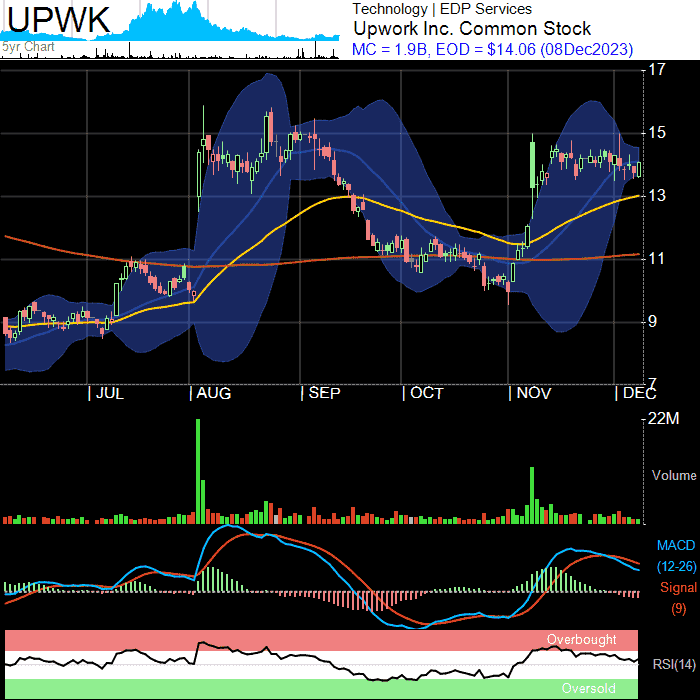 UPWK
5yr Chart
Technology | EDP Services
Upwork Inc. Common Stock
MC = 1.9B, EOD = $14.06 (08Dec2023)
17
15
13
11
9
7
| JUL | AUG | SEP | OCT | NOV | DEC
22M
Volume
MACD
(12-26)
Signal
(9)
Overbought
RSI(14)
Oversold